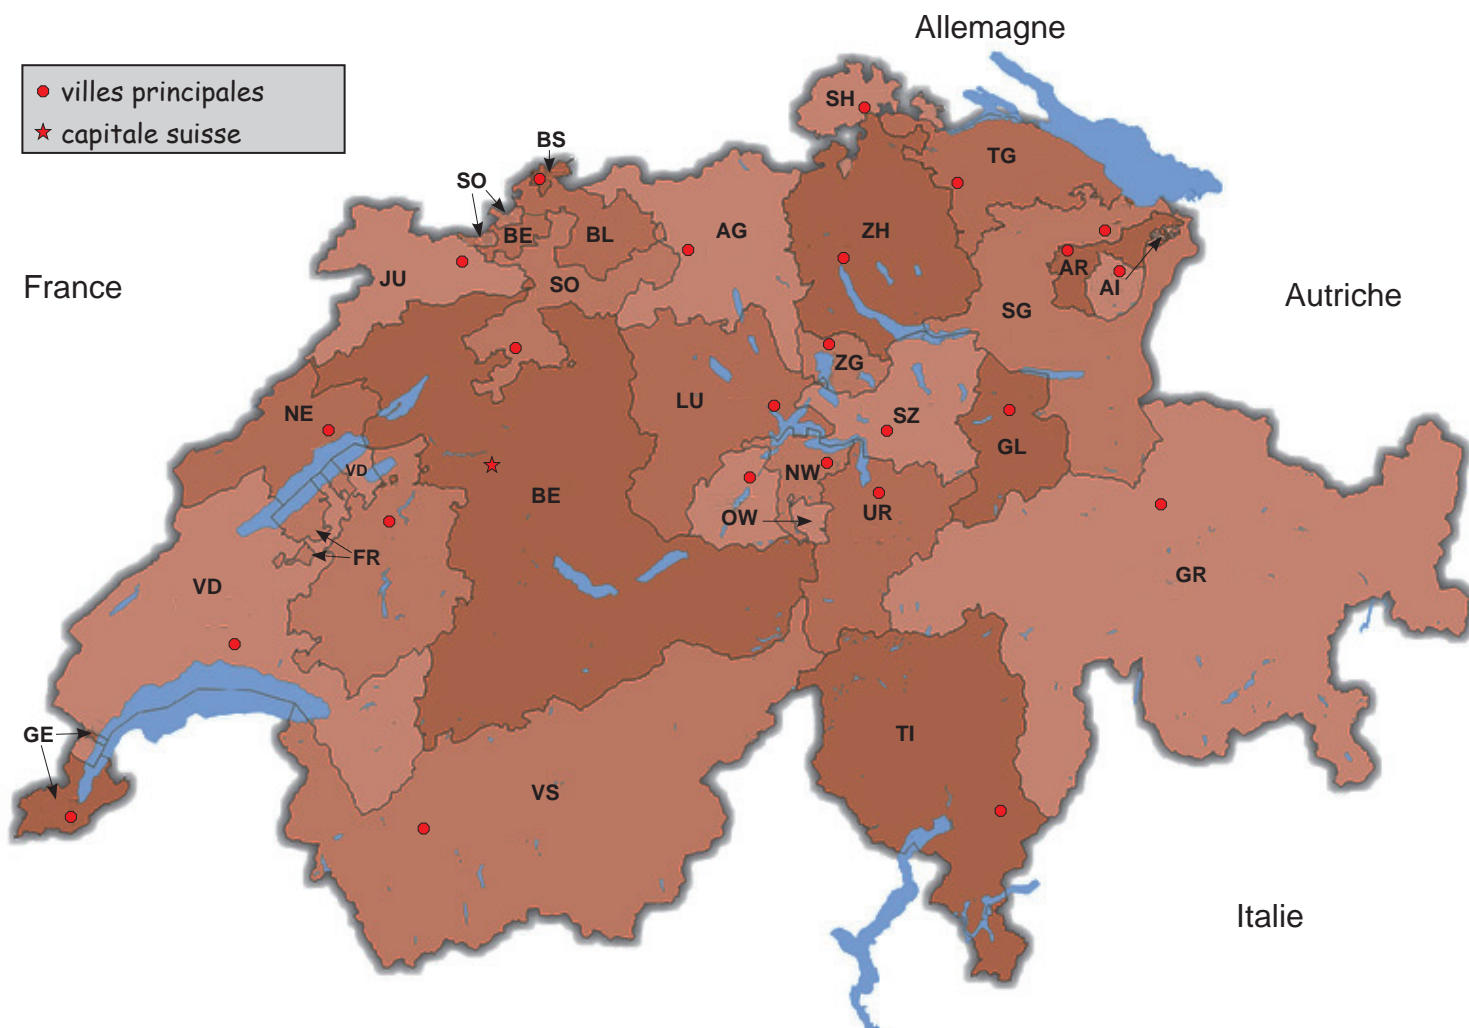 Allemagne
villes principales
capitale suisse
SH
BS
TG
SO
AG
ZH
BE
BL
JU
SO
AR
AI
France
Autriche
SG
ZG
NE
LU
SZ
GL
VD
NW
BE
OW
UR
FR
VD
GR
GE
TI
VS
Italie